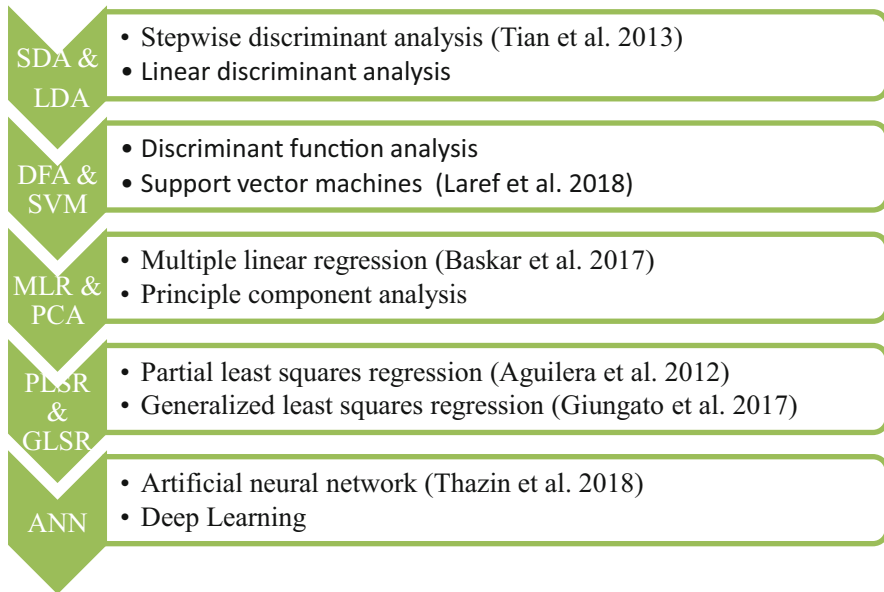 SDA &
LDA
• Stepwise discriminant analysis (Tian et al. 2013)
• Linear discriminant analysis
DFA &
SVM
• Discriminant function analysis
• Support vector machines (Laref et al. 2018)
MLR &
PCA
• Multiple linear regression (Baskar et al. 2017)
• Principle component analysis
PLSR
&
GLSR
• Partial least squares regression (Aguilera et al. 2012)
• Generalized least squares regression (Giungato et al. 2017)
ANN
• Artificial neural network (Thazin et al. 2018)
• Deep Learning